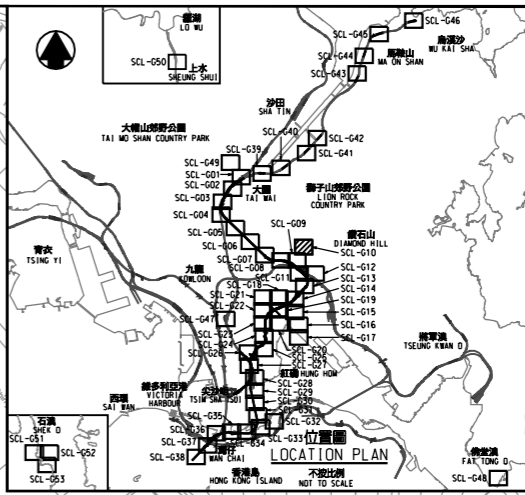 羅湖
LO WU
SCL-G50
上水
SHEUNG SHUI
SCL-G46
烏溪沙
WU KAI SHA
SCL-G45
SCL-G44
馬鞍山
MA ON SHAN
SCL-G43
沙田
SHA TIN
SCL-G40
大帽山郊野公園
TAI MO SHAN COUNTRY PARK
SCL-G42
SCL-G39
SCL-G41
SCL-G49
SCL-G01
SCL-G02
大圍
TAI WAI
獅子山郊野公園
LION ROCK
COUNTRY PARK
SCL-G03
SCL-G04
SCL-G05
SCL-G09
鑽石山
DIAMOND HILL
SCL-G10
SCL-G06
SCL-G07
SCL-G08
青衣
TSING YI
九龍
KOWLOON
SCL-G11
SCL-G12
SCL-G13
SCL-G14
SCL-G18
SCL-G19
SCL-G21
SCL-G22
SCL-G15
SCL-G47
SCL-G16
SCL-G17
SCL-G23
SCL-G24
SCL-G20
SCL-G26
SCL-G27
將軍澳
TSEUNG KWAN O
紅磡 HUNG HOM
SCL-G28
SCL-G29
SCL-G30
維多利亞港
VICTORIA
HARBOUR
尖沙咀
TSIM SHA TSUI
西環
SAI WAN
SCL-G35
SCL-G36
SCL-G32
SCL-G37
SCL-G34
SCL-G33
SCL-G38
灣仔
WAN CHAI
香港島
HONG KONG ISLAND
位置圖
LOCATION PLAN
不按比例
NOT TO SCALE
石澳
SHEK O
SCL-G51
SCL-G52
SCL-G53
佛堂澳
FAT TONG O
SCL-G48